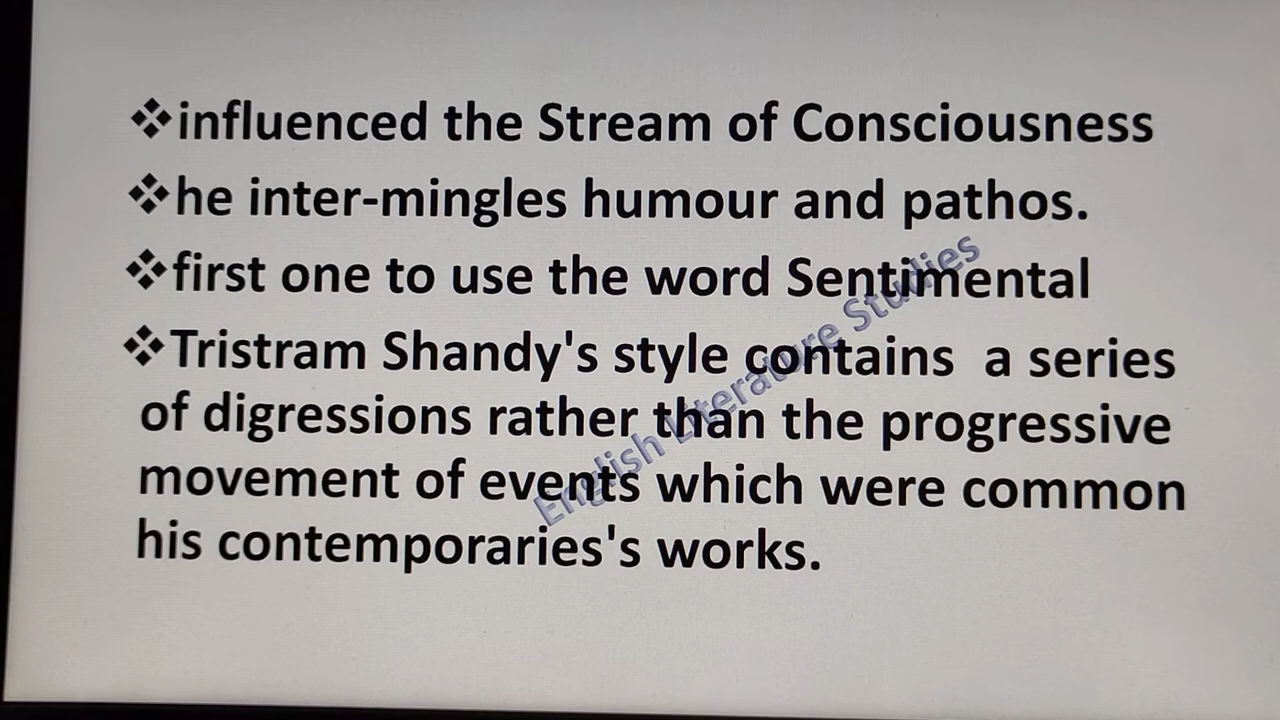 ❖influenced the Stream of Consciousness
❖he inter-mingles humour and pathos.
❖first one to use the word Sentimental
❖Tristram Shandy's style contains a series
of digressions rather than the progressive
movement of events which were common
his contemporaries's works.
English Literature Studies